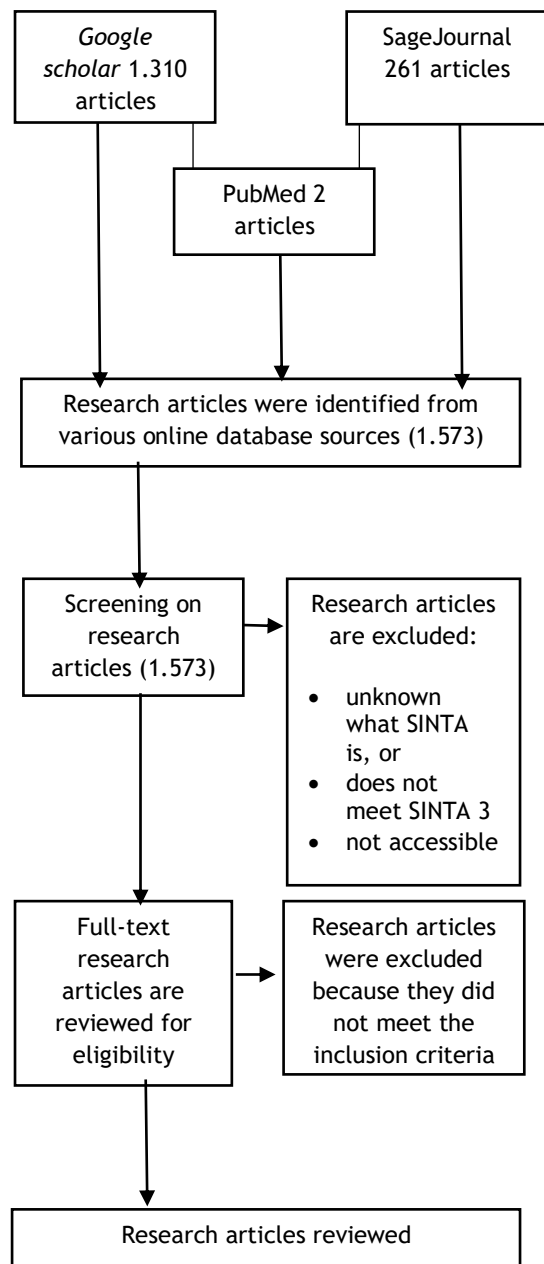 Google
scholar 1.310
articles
SageJournal
261 articles
PubMed 2
articles
Research articles were identified from
various online database sources (1.573)
Screening on
research
articles (1.573)
Research articles
are excluded:
• unknown
what SINTA
is, or
• does not
meet SINTA 3
• not accessible
Full-text
research
articles are
reviewed for
eligibility
Research articles
were excluded
because they did
not meet the
inclusion criteria
Research articles reviewed